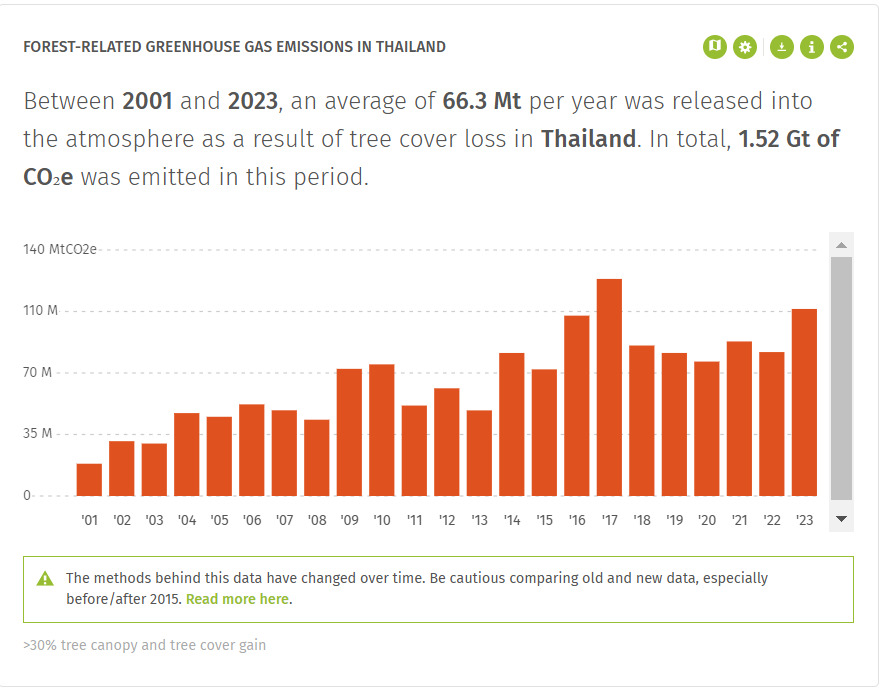 FOREST-RELATED GREENHOUSE GAS EMISSIONS IN THAILAND
Between 2001 and 2023, an average of 66.3 Mt per year was released into
the atmosphere as a result of tree cover loss in Thailand. In total, 1.52 Gt of
CO₂e was emitted in this period.
140 MtCO2e
110 M
70 M
35 M
0
'01 '02 '03 '04 '05 '06 '07 '08 '09 '10 '11 '12 '13 '14 '15 '16 '17 '18 '19 '20 '21 '22 '23
The methods behind this data have changed over time. Be cautious comparing old and new data, especially
before/after 2015. Read more here.
>30% tree canopy and tree cover gain